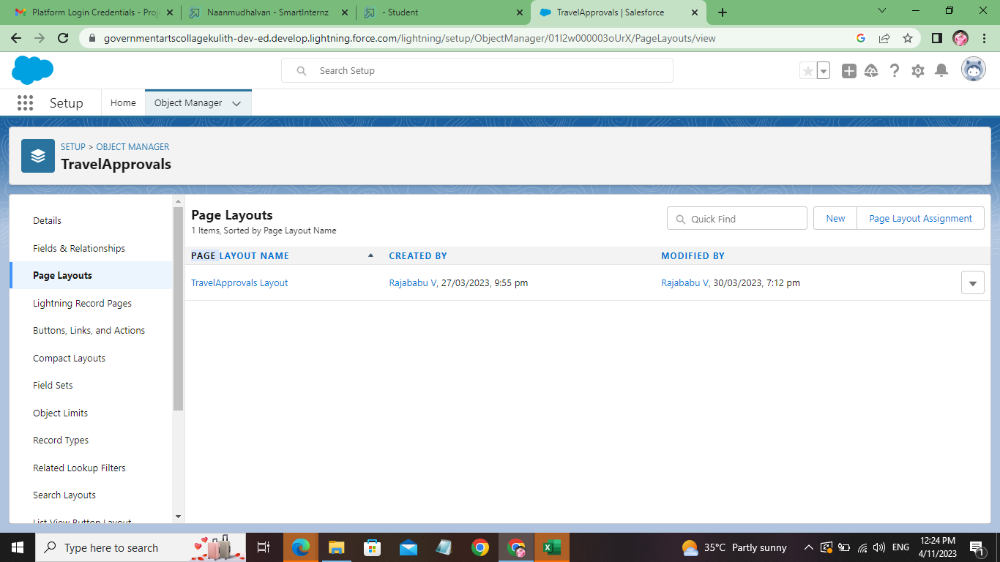 Platform Login Credentials - Proj
Naanmudhalvan - SmartInternz
- Student
TravelApprovals | Salesforce
governmentartscollagekulith-dev-ed.develop.lightning.force.com/lightning/setup/ObjectManager/01I2w000003oUrX/PageLayouts/view
Search Setup
Setup
Home
Object Manager
SETUP > OBJECT MANAGER
TravelApprovals
Details
Fields & Relationships
Page Layouts
Lightning Record Pages
Buttons, Links, and Actions
Compact Layouts
Field Sets
Object Limits
Record Types
Related Lookup Filters
Search Layouts
List View Button Layout
Page Layouts
1 Items, Sorted by Page Layout Name
Quick Find
New
Page Layout Assignment
PAGE LAYOUT NAME
CREATED BY
MODIFIED BY
TravelApprovals Layout
Rajababu V, 27/03/2023, 9:55 pm
Rajababu V, 30/03/2023, 7:12 pm
Type here to search
35°C Partly sunny
ENG
12:24 PM
4/11/2023
1